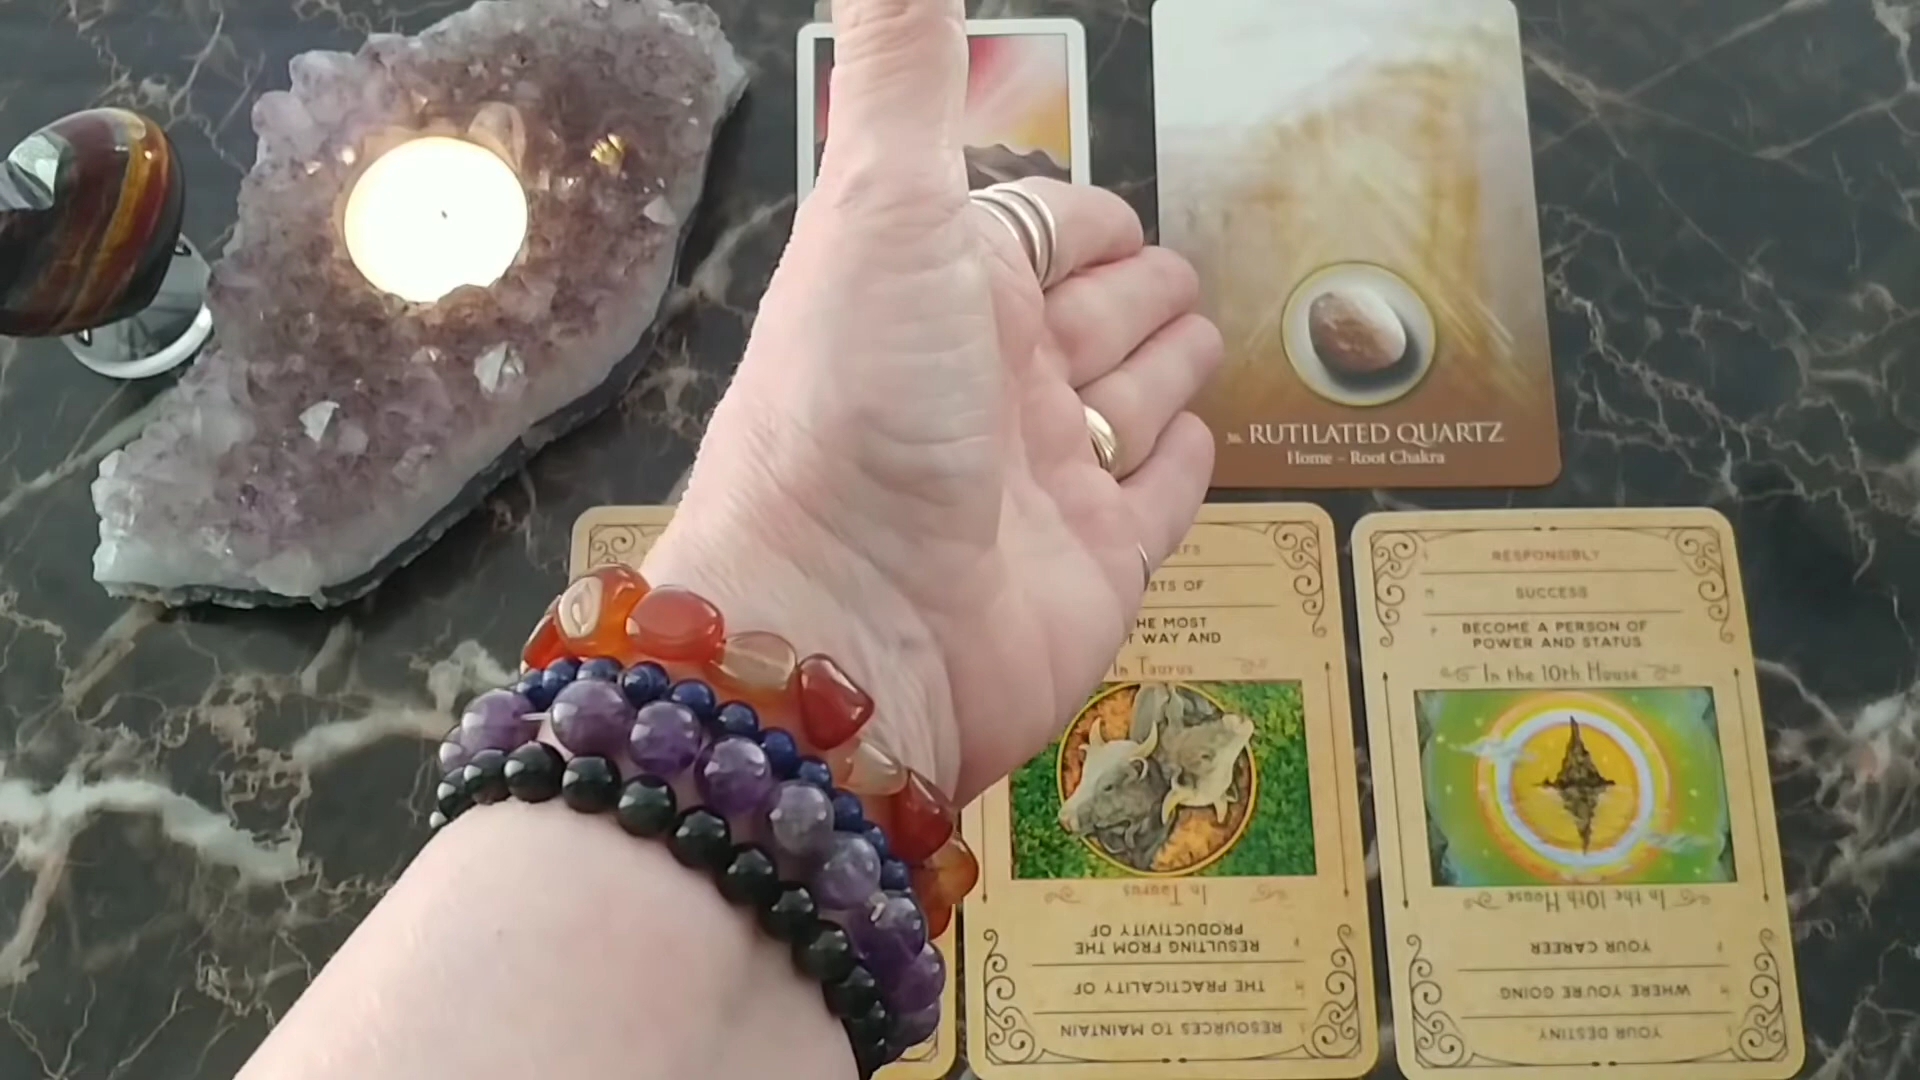 36. RUTILATED QUARTZ
Home - Root Chakra
STS OF
HE MOST
WAY AND
In Taurus
In Taurus
RESULTING FROM THE
PRODUCTIVITY OF
THE PRACTICALITY OF
RESOURCES TO MAINTAIN
RESPONSIBLY
SUCCESS
BECOME A PERSON OF
POWER AND STATUS
In the 10th House
In the 10th House
YOUR CAREER
WHERE YOU'RE GOING
YOUR DESTINY